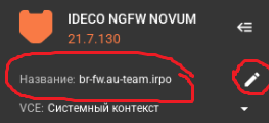 IDECO NGFW NOVUM
21.7.130
Название: br-fw.au-team.irpo
VCE: Системный контекст